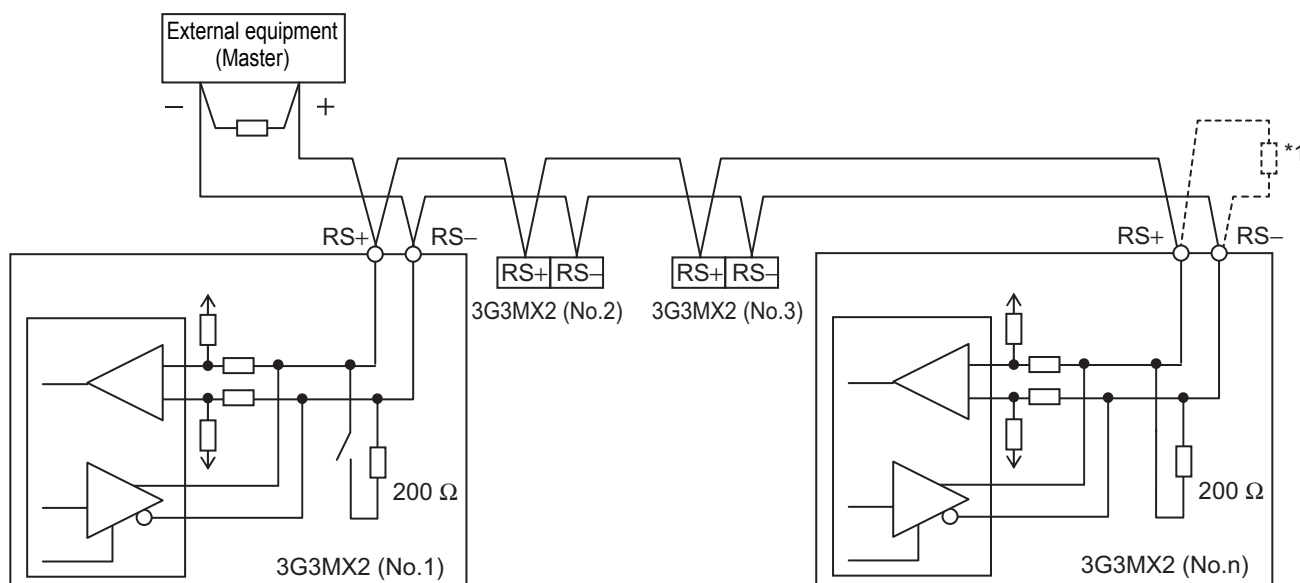 External equipment
(Master)
− +
*1
RS+ RS−
RS+ RS−
RS+ RS−
RS+ RS−
3G3MX2 (No.2)
3G3MX2 (No.3)
200 Ω
3G3MX2 (No.1)
200 Ω
3G3MX2 (No.n)